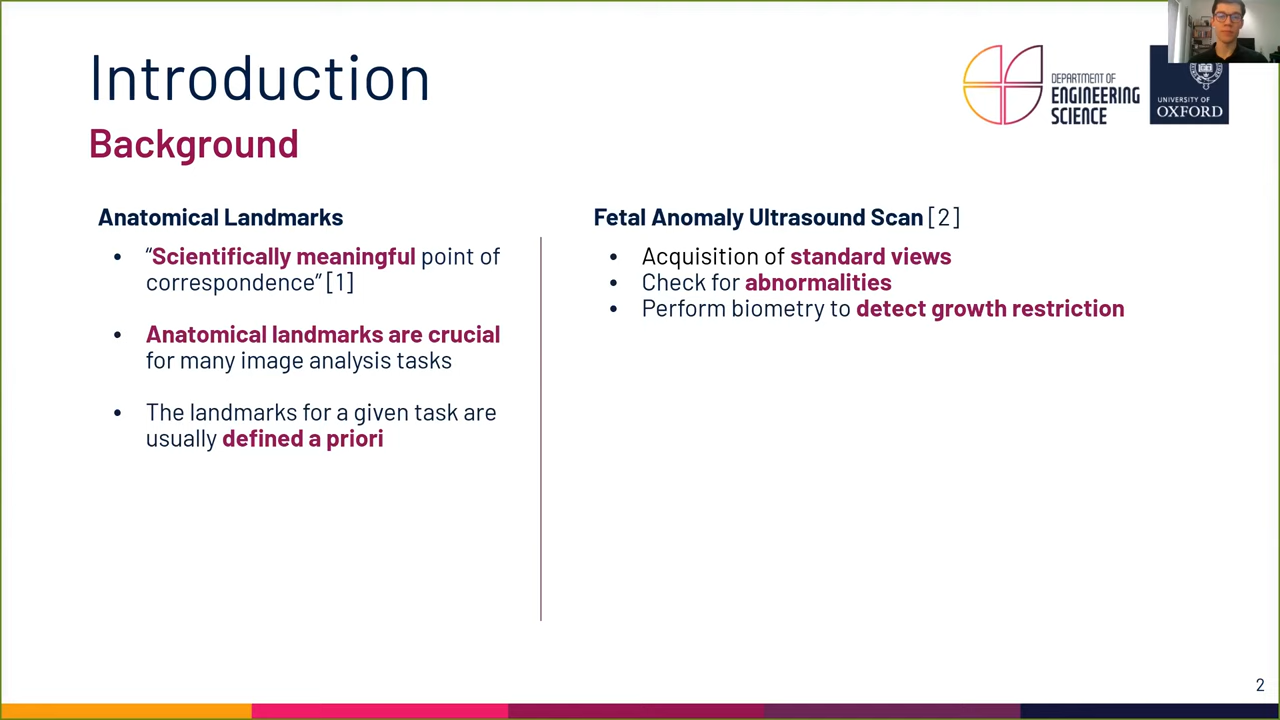 Introduction
Background
DEPARTMENT OF
ENGINEERING
SCIENCE
UNIVERSITY OF
OXFORD
Anatomical Landmarks
• “Scientifically meaningful point of
correspondence” [1]
• Anatomical landmarks are crucial
for many image analysis tasks
• The landmarks for a given task are
usually defined a priori
Fetal Anomaly Ultrasound Scan [2]
• Acquisition of standard views
• Check for abnormalities
• Perform biometry to detect growth restriction
2